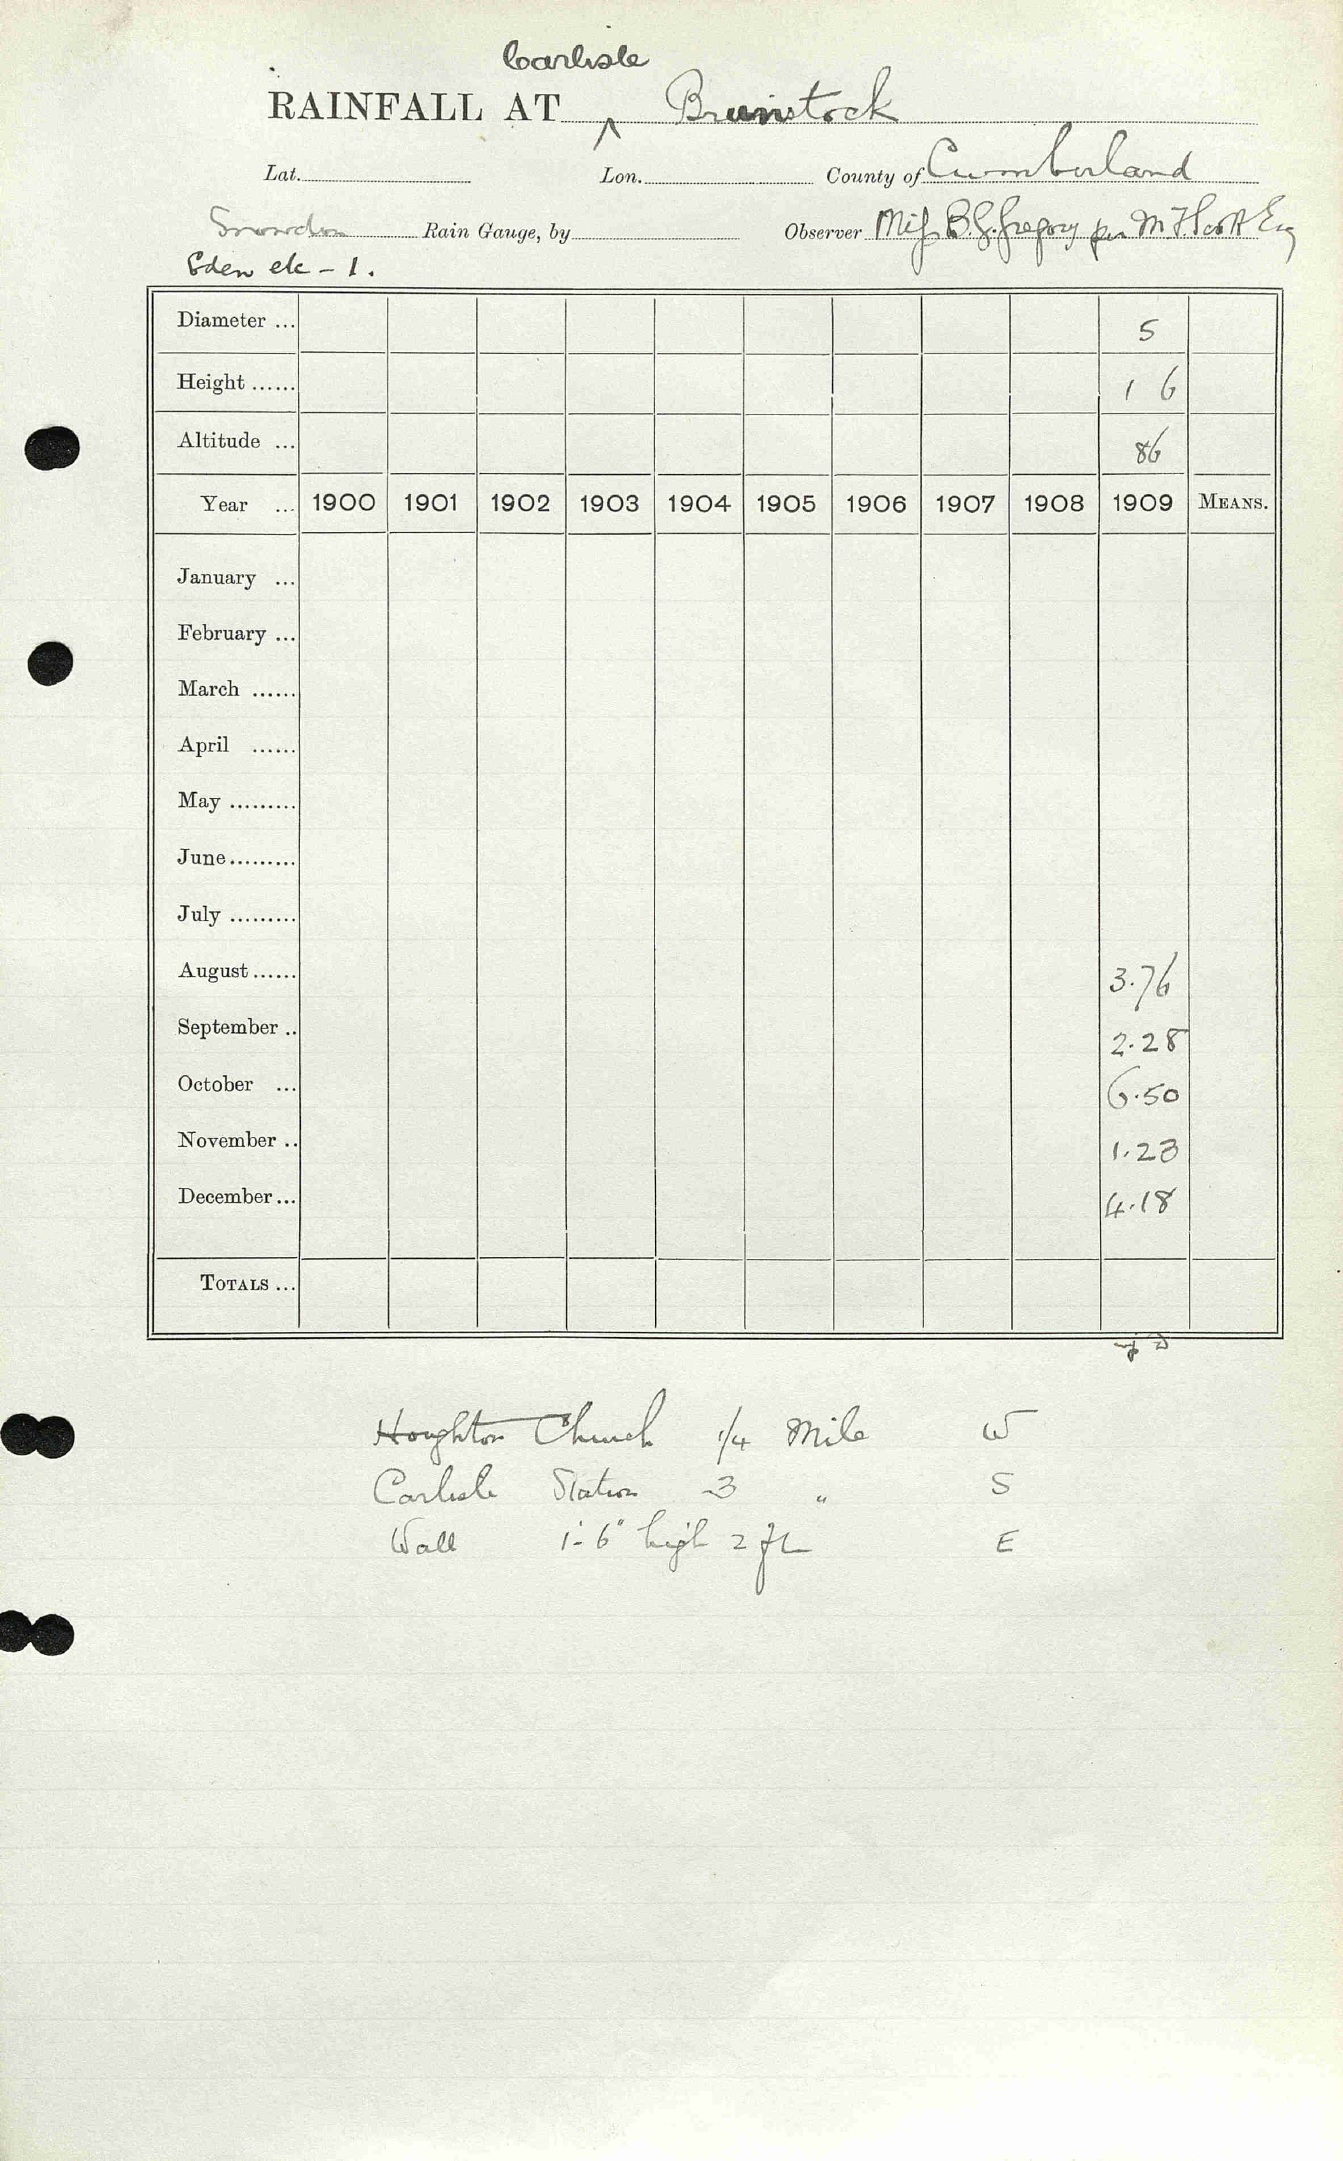 Carlisle
RAINFALL AT ^ Brunstock
Lat. Lon. County of Cumberland
Snowdon Rain Gauge, by Observer Miss B. G. Gregory per M. F. Scott Esq
Eden etc - 1.
Diameter ... 5
Height ...... 1 6
Altitude ... 86
Year ... 1900 1901 1902 1903 1904 1905 1906 1907 1908 1909 MEANS.
January ...
February ...
March ......
April ......
May .........
June.........
July .........
August ...... 3.76
September .. 2.28
October ... 6.50
November .. 1.23
December... 4.18
TOTALS ...
Houghton Church 1/4 Mile W
Carlisle Station 3 " S
Wall 1'-6" high 2 ft E